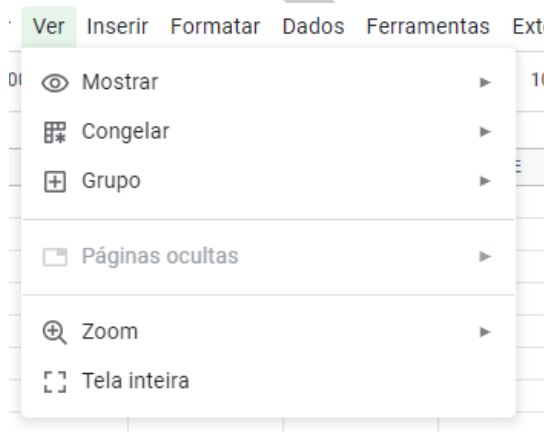 Ver Inserir Formatar Dados Ferramentas
Mostrar
Congelar
Grupo
Páginas ocultas
Zoom
Tela inteira